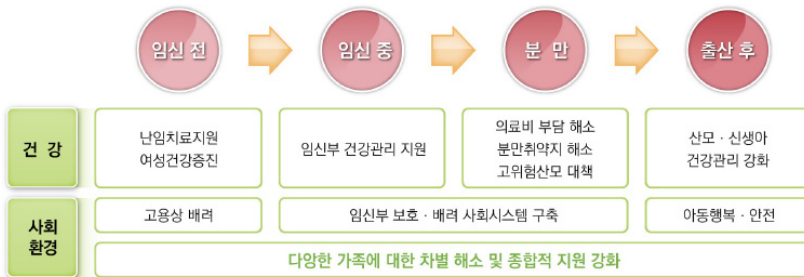 임신 전
임신 중
분 만
출산 후
건 강
난임치료지원
여성건강증진
임신부 건강관리 지원
의료비 부담 해소
분만취약지 해소
고위험산모 대책
산모 · 신생아
건강관리 강화
사회
환경
고용상 배려
임신부 보호 · 배려 사회시스템 구축
아동행복 · 안전
다양한 가족에 대한 차별 해소 및 종합적 지원 강화